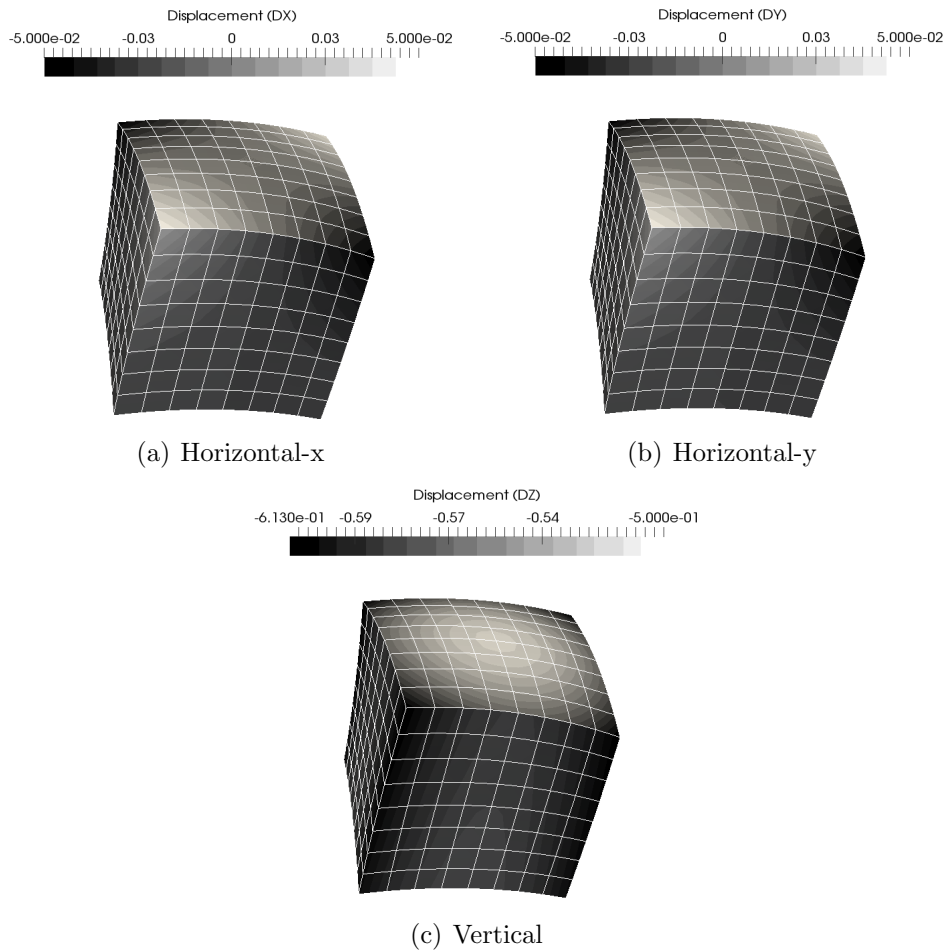 Displacement (DX)
-5.000e-02 -0.03 0 0.03 5.000e-02
(a) Horizontal-x
Displacement (DY)
-5.000e-02 -0.03 0 0.03 5.000e-02
(b) Horizontal-y
Displacement (DZ)
-6.130e-01 -0.59 -0.57 -0.54 -5.000e-01
(c) Vertical